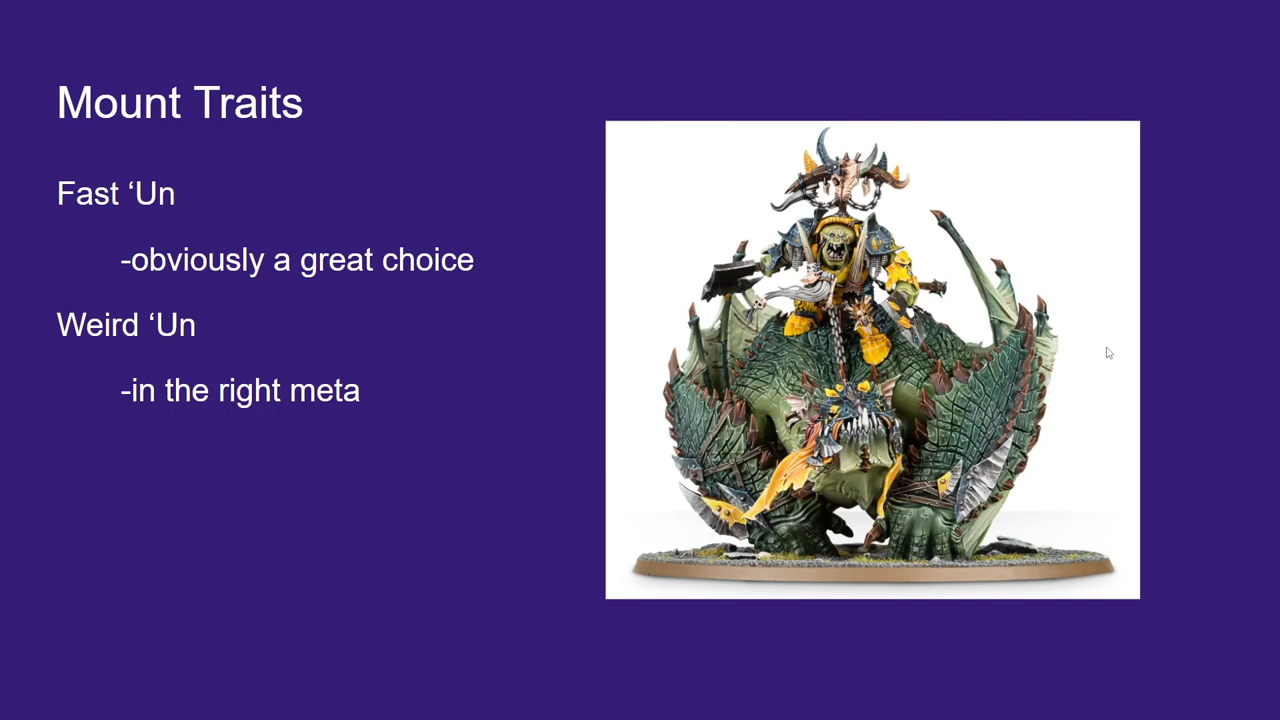 Mount Traits
Fast ‘Un
-obviously a great choice
Weird ‘Un
-in the right meta